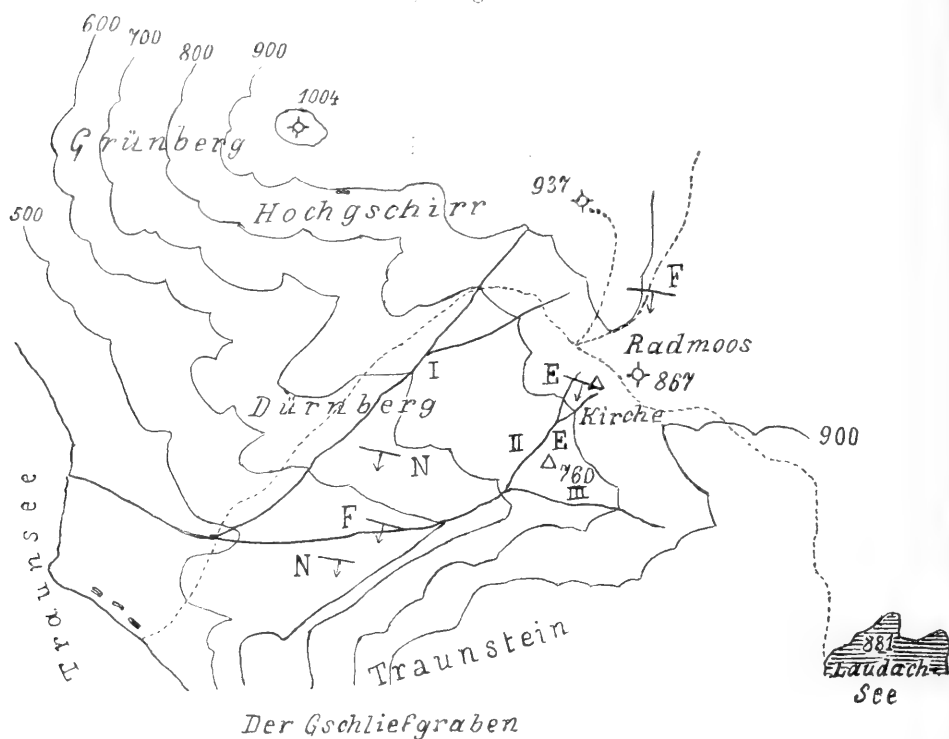 600
700
800
900
1004
Grünberg
937
500
Hochgschirr
F
Radmoos
867
I
E
Dürnberg
Kirche
900
II
E
N
760
III
F
N
Traunsee
Traunstein
881
Laudach-
See
Der Gschliefgraben